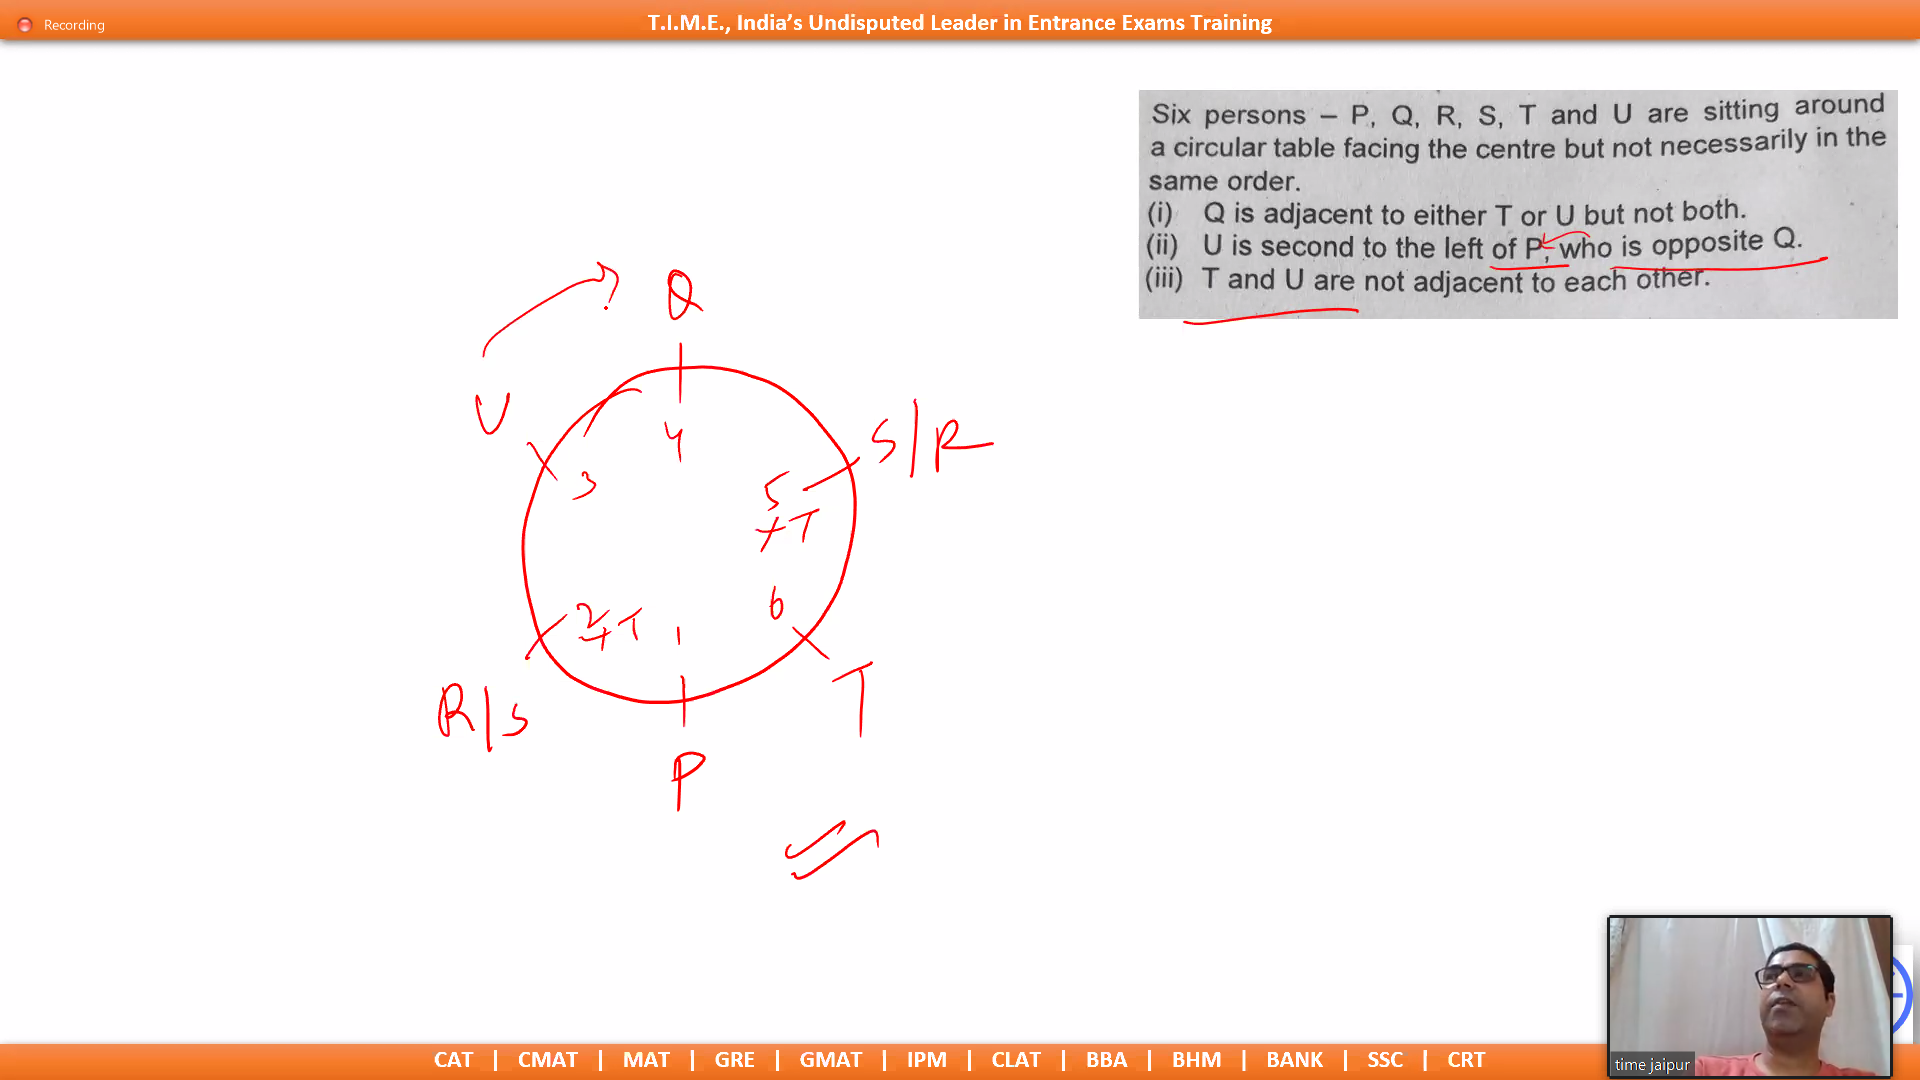 Recording
T.I.M.E., India's Undisputed Leader in Entrance Exams Training
Six persons – P, Q, R, S, T and U are sitting around
a circular table facing the centre but not necessarily in the
same order.
(i) Q is adjacent to either T or U but not both.
(ii) U is second to the left of P, who is opposite Q.
(iii) T and U are not adjacent to each other.
Q
U
4
S/R
3
5
T
2
T
1
6
R/S
T
P
time jaipur
CAT | CMAT | MAT | GRE | GMAT | IPM | CLAT | BBA | BHM | BANK | SSC | CRT